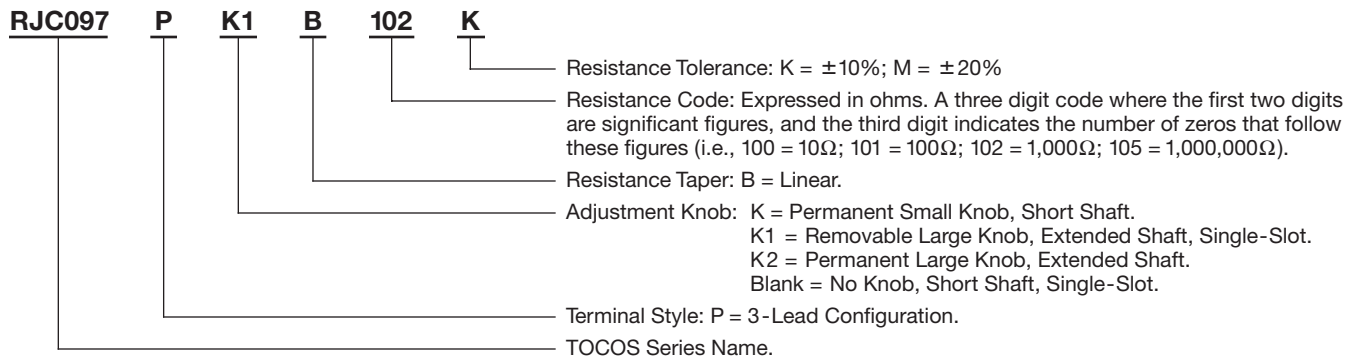 RJC097 P K1 B 102 K
Resistance Tolerance: K = ±10%; M = ±20%
Resistance Code: Expressed in ohms. A three digit code where the first two digits
are significant figures, and the third digit indicates the number of zeros that follow
these figures (i.e., 100 = 10Ω; 101 = 100Ω; 102 = 1,000Ω; 105 = 1,000,000Ω).
Resistance Taper: B = Linear.
Adjustment Knob: K = Permanent Small Knob, Short Shaft.
K1 = Removable Large Knob, Extended Shaft, Single-Slot.
K2 = Permanent Large Knob, Extended Shaft.
Blank = No Knob, Short Shaft, Single-Slot.
Terminal Style: P = 3-Lead Configuration.
TOCOS Series Name.